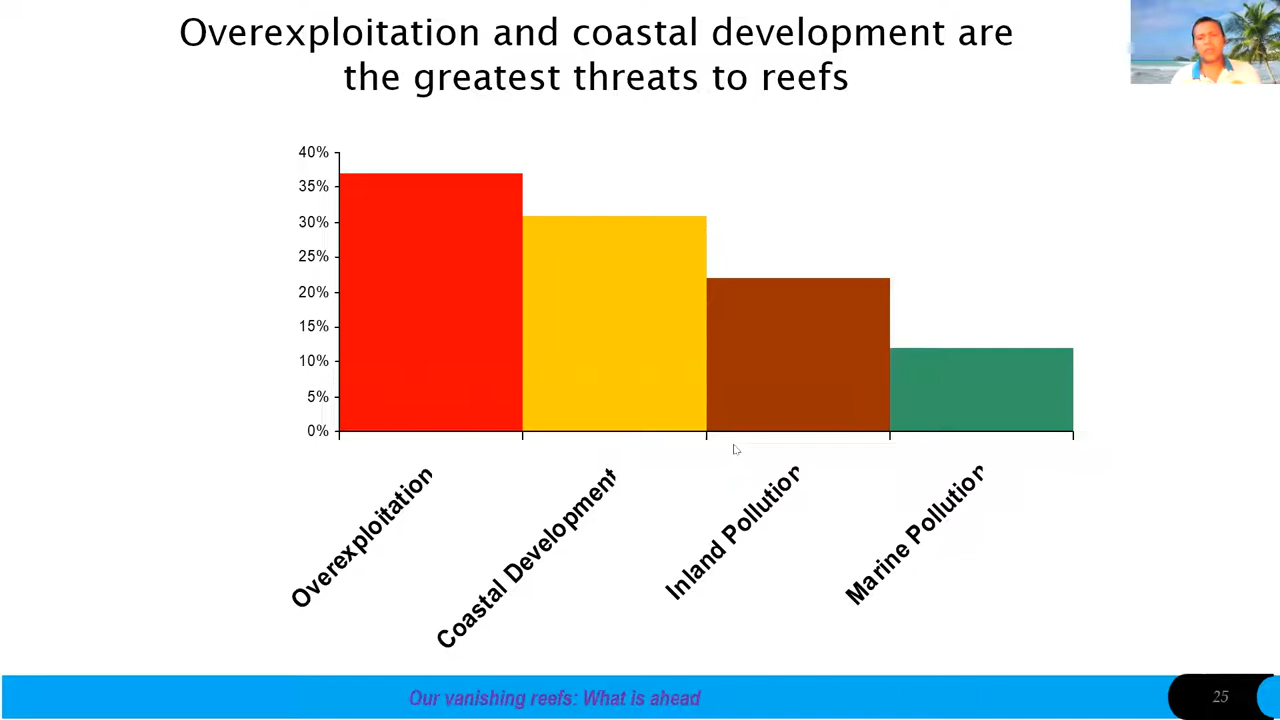 Overexploitation and coastal development are
the greatest threats to reefs
40%
35%
30%
25%
20%
15%
10%
5%
0%
Overexploitation
Coastal Development
Inland Pollution
Marine Pollution
Our vanishing reefs: What is ahead
25